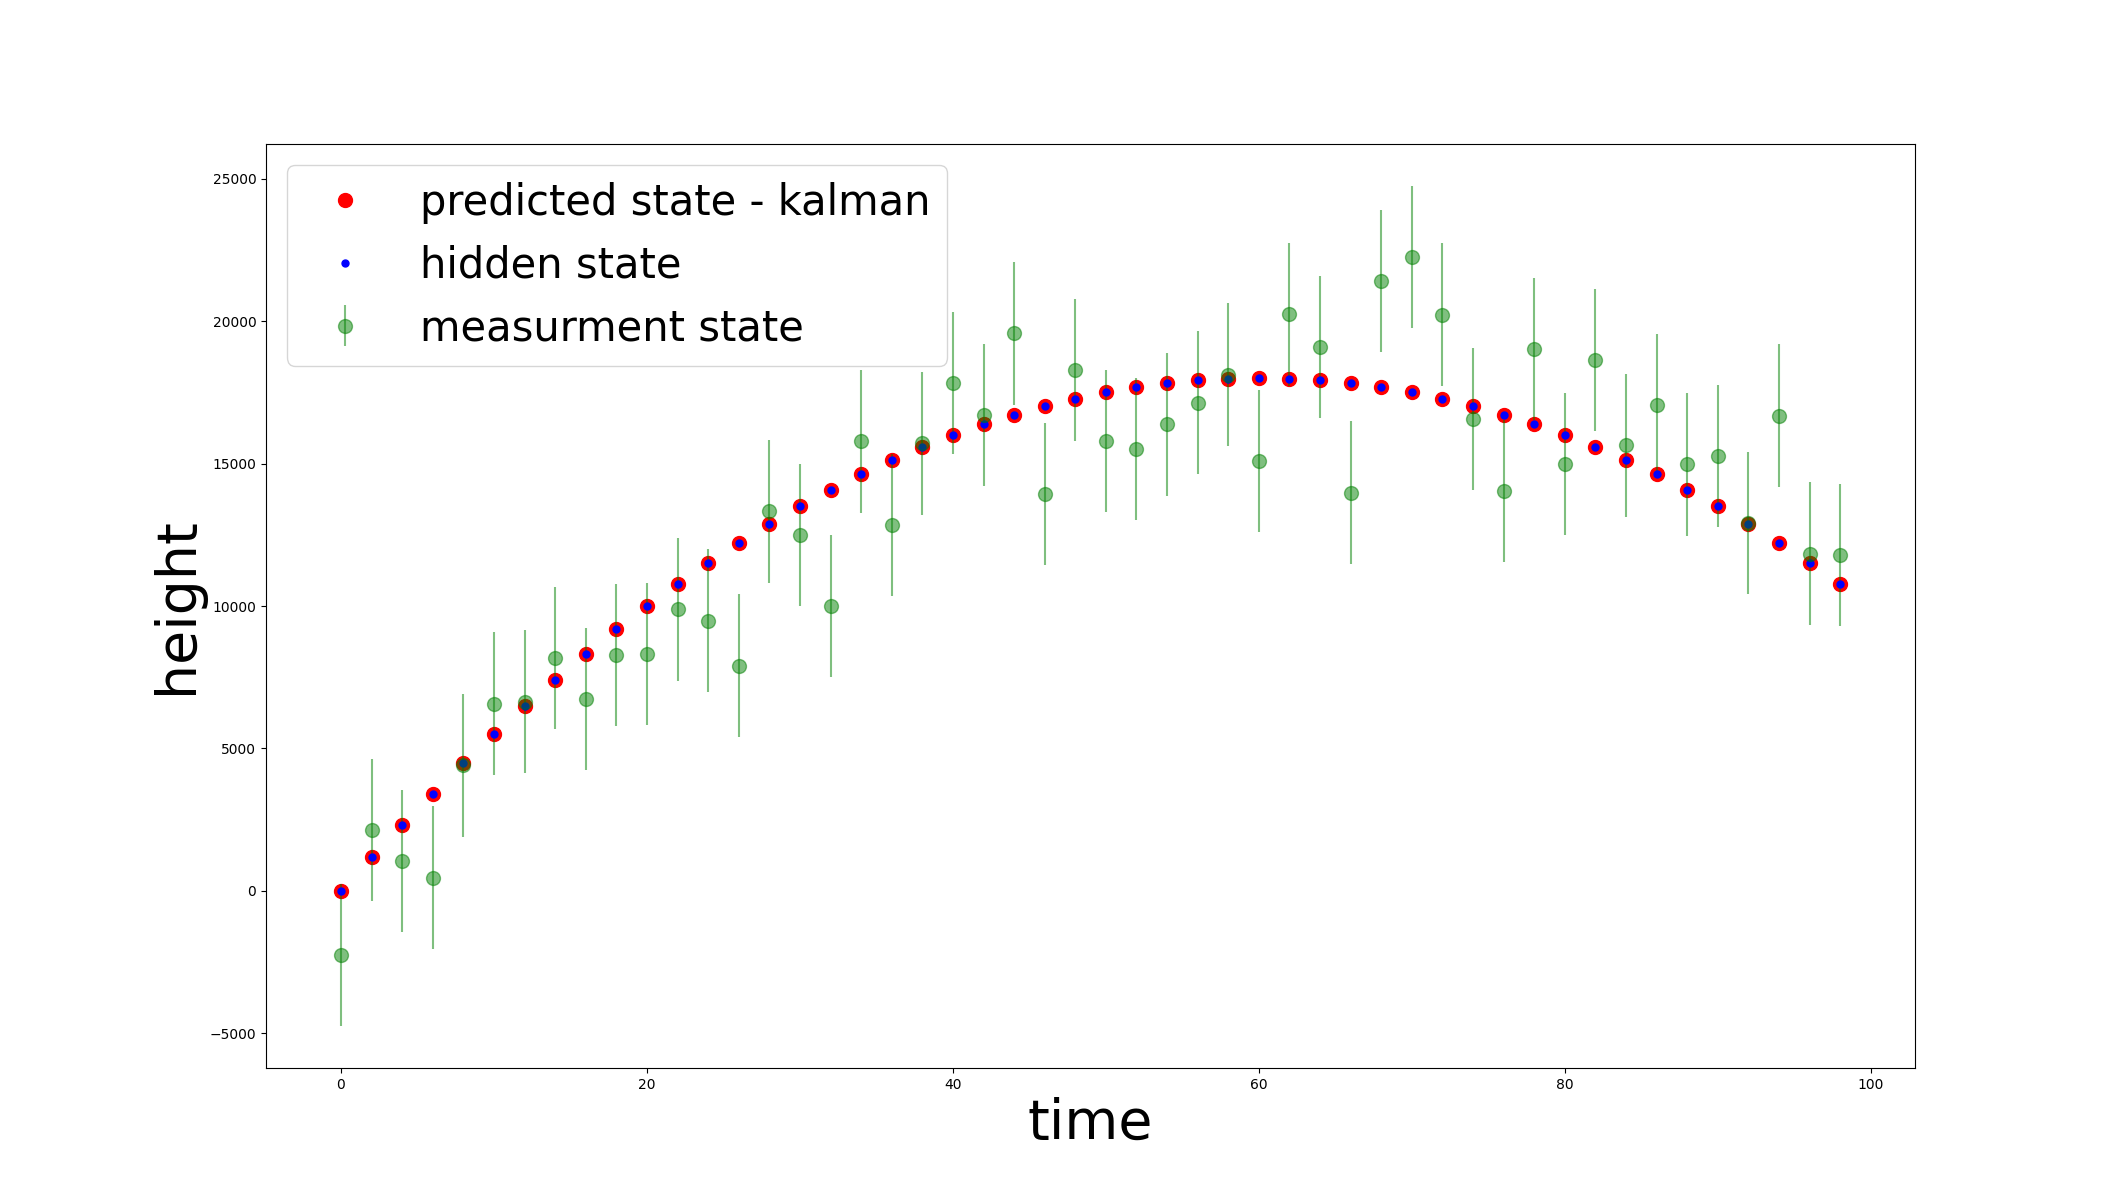 predicted state - kalman
hidden state
measurment state
25000
20000
15000
10000
5000
0
−5000
height
0 20 40 60 80 100
time